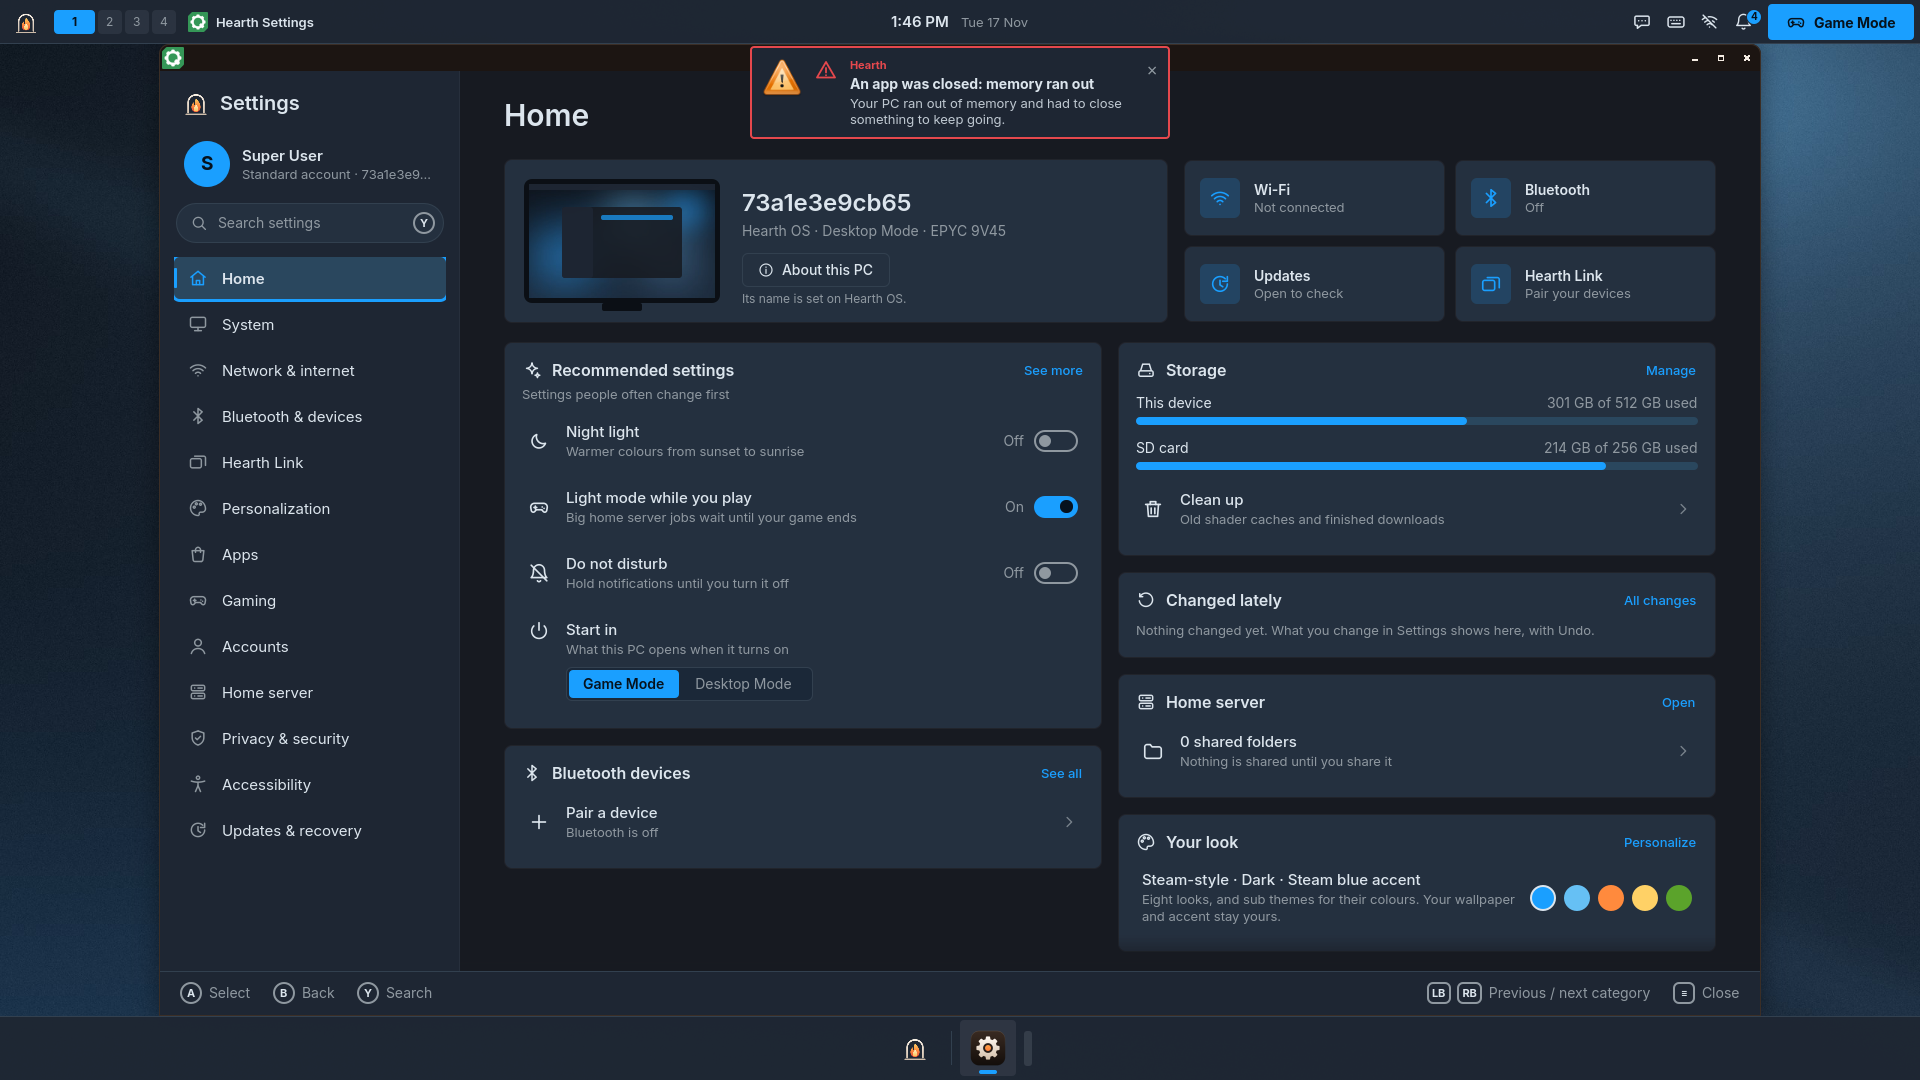 1 2 3 4 Hearth Settings
1:46 PM Tue 17 Nov
4
Game Mode
Hearth
An app was closed: memory ran out
Your PC ran out of memory and had to close
something to keep going.
Settings
S
Super User
Standard account · 73a1e3e9...
Search settings Y
Home
System
Network & internet
Bluetooth & devices
Hearth Link
Personalization
Apps
Gaming
Accounts
Home server
Privacy & security
Accessibility
Updates & recovery
Home
73a1e3e9cb65
Hearth OS · Desktop Mode · EPYC 9V45
About this PC
Its name is set on Hearth OS.
Wi-Fi
Not connected
Bluetooth
Off
Updates
Open to check
Hearth Link
Pair your devices
Recommended settings See more
Settings people often change first
Night light
Warmer colours from sunset to sunrise
Off
Light mode while you play
Big home server jobs wait until your game ends
On
Do not disturb
Hold notifications until you turn it off
Off
Start in
What this PC opens when it turns on
Game Mode Desktop Mode
Bluetooth devices See all
Pair a device
Bluetooth is off
Storage Manage
This device 301 GB of 512 GB used
SD card 214 GB of 256 GB used
Clean up
Old shader caches and finished downloads
Changed lately All changes
Nothing changed yet. What you change in Settings shows here, with Undo.
Home server Open
0 shared folders
Nothing is shared until you share it
Your look Personalize
Steam-style · Dark · Steam blue accent
Eight looks, and sub themes for their colours. Your wallpaper
and accent stay yours.
A Select B Back Y Search
LB RB Previous / next category Close